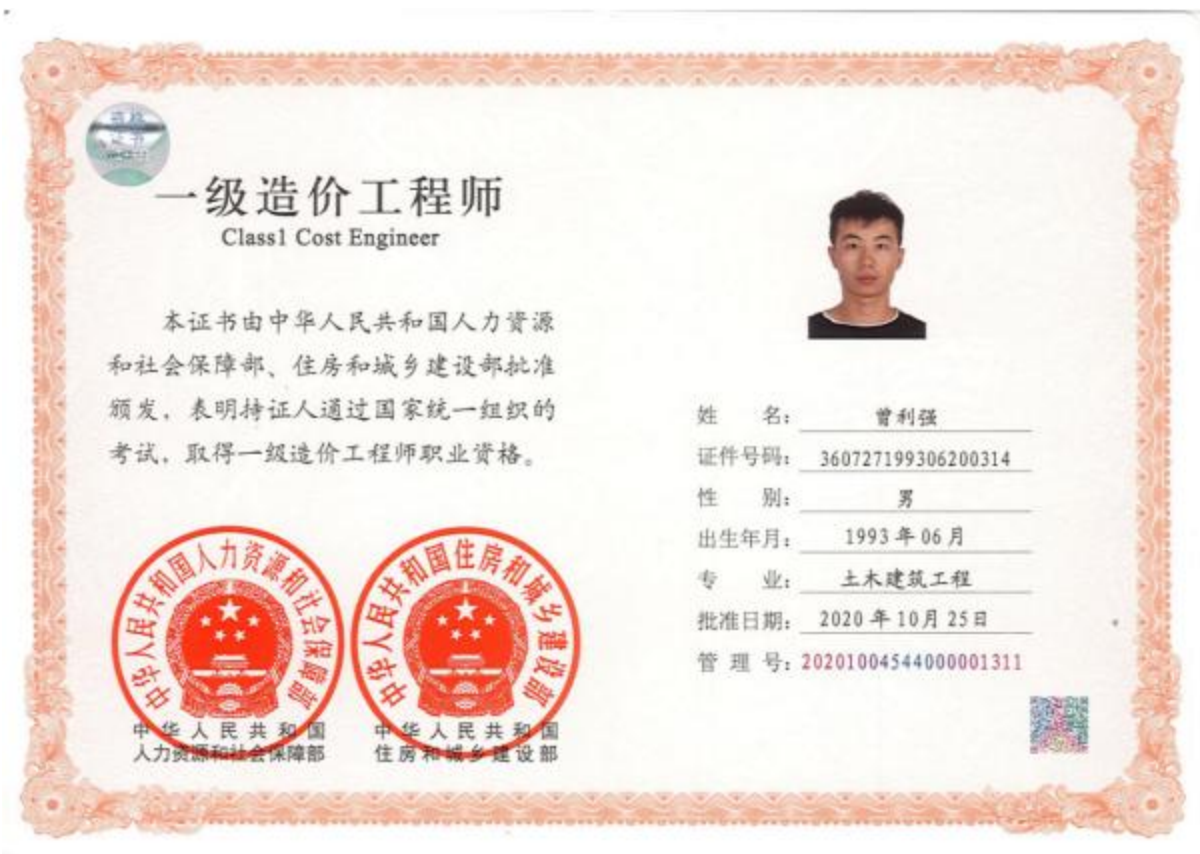 资格
证书
一级造价工程师
Class1 Cost Engineer
本证书由中华人民共和国人力资源
和社会保障部、住房和城乡建设部批准
颁发,表明持证人通过国家统一组织的
考试,取得一级造价工程师职业资格。
中华人民共和国人力资源和社会保障部
中华人民共和国住房和城乡建设部
中华人民共和国
人力资源和社会保障部
中华人民共和国
住房和城乡建设部
姓 名: 曾利强
证件号码: 360727199306200314
性 别: 男
出生年月: 1993年06月
专 业: 土木建筑工程
批准日期: 2020年10月25日
管 理 号: 20201004544000001311